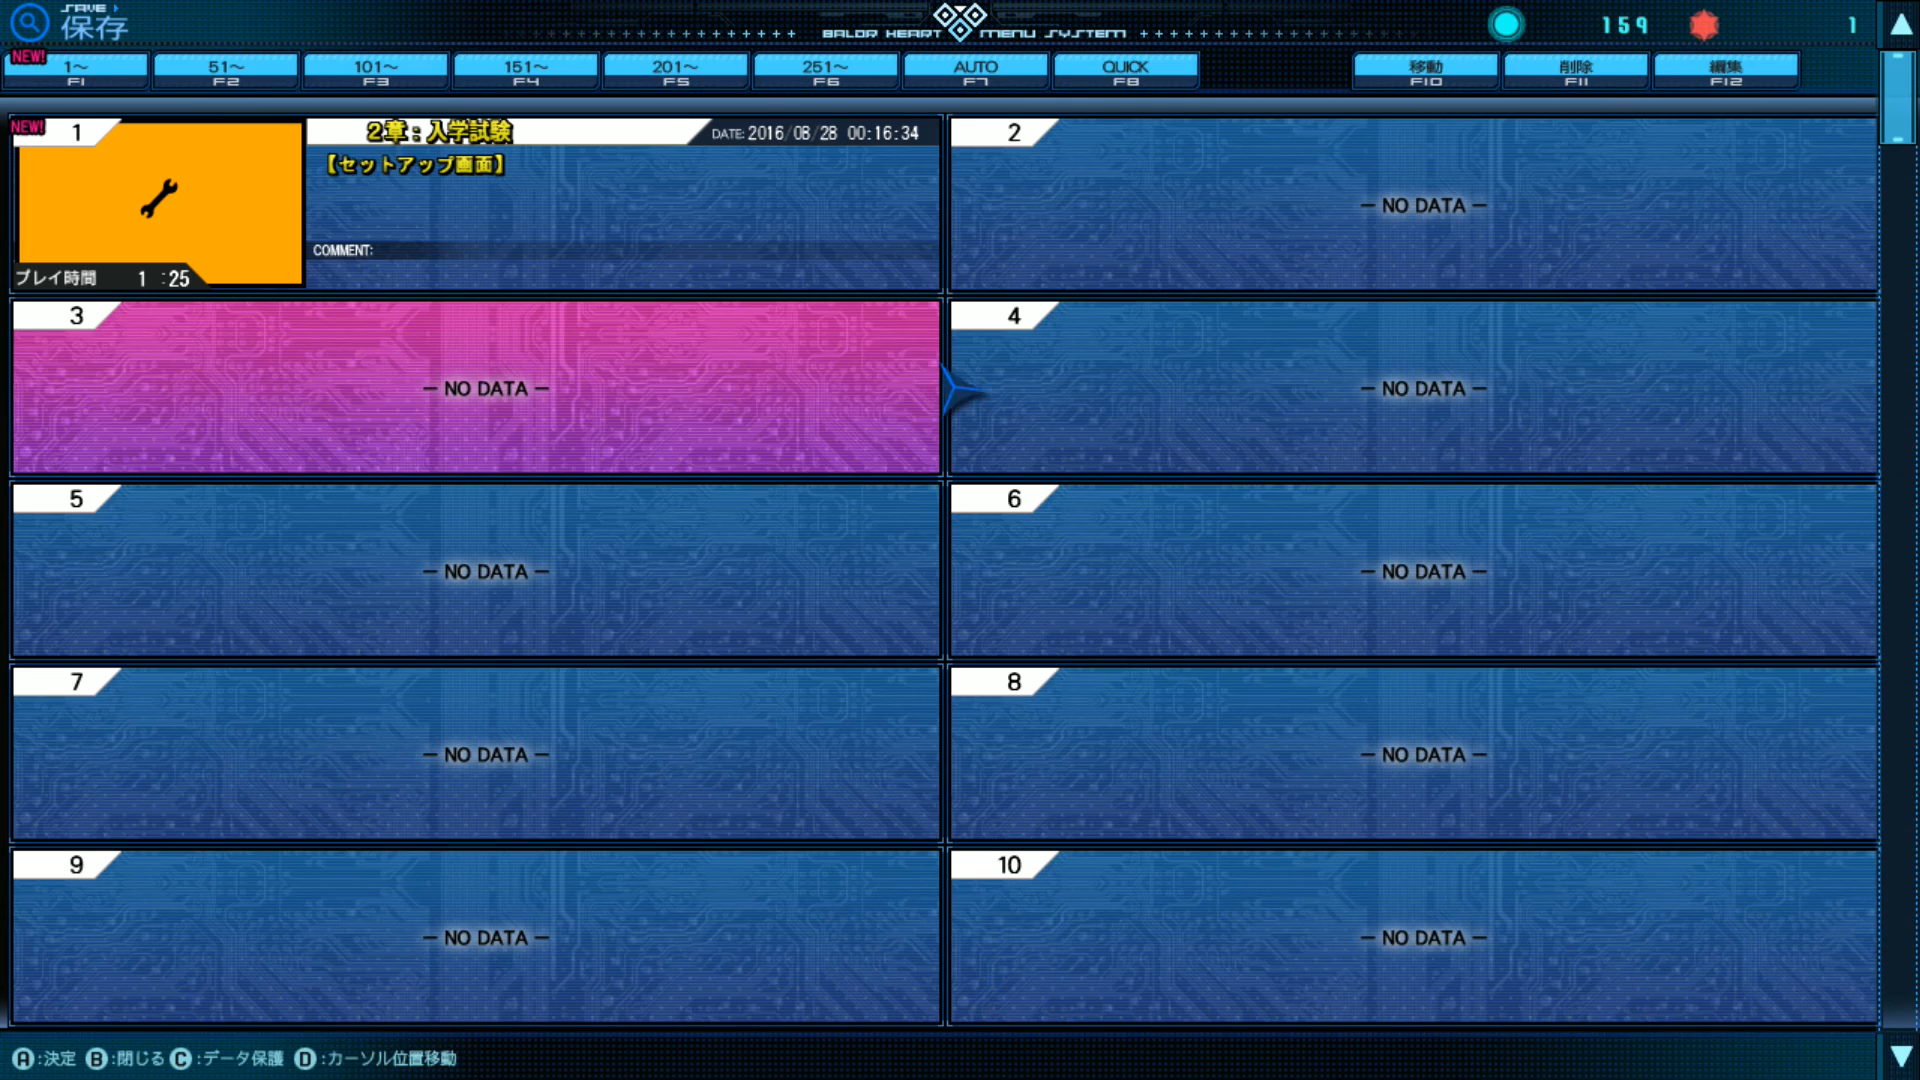 SAVE
保存
BALOR HEART MENU SYSTEM
159
1
NEW!
1～ F1
51～ F2
101～ F3
151～ F4
201～ F5
251～ F6
AUTO F7
QUICK F8
移動 F10
削除 F11
編集 F12
NEW!
1
2章：入学試験
DATE: 2016/08/28 00:16:34
【セットアップ画面】
COMMENT:
プレイ時間 1 :25
2
— NO DATA —
3
— NO DATA —
4
— NO DATA —
5
— NO DATA —
6
— NO DATA —
7
— NO DATA —
8
— NO DATA —
9
— NO DATA —
10
— NO DATA —
A:決定 B:閉じる C:データ保護 D:カーソル位置移動